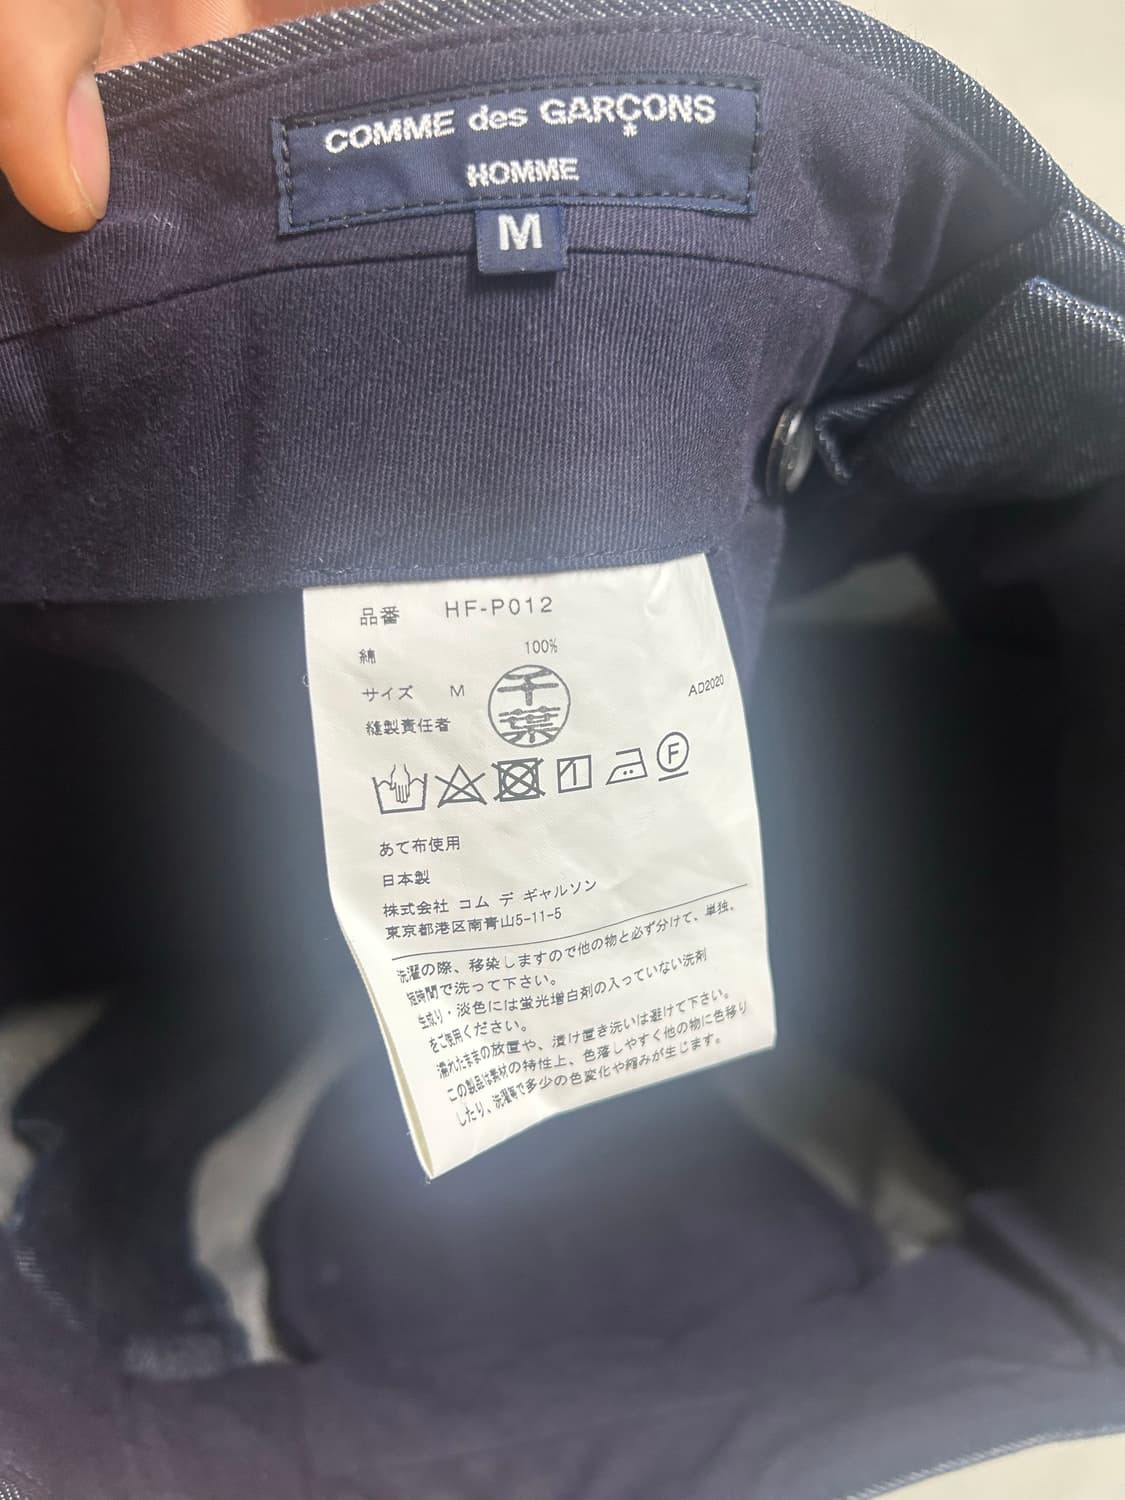 COMME des GARÇONS
*
HOMME
M
品番 HF-P012
綿 100%
サイズ M AD2020
縫製責任者 千葉
F
あて布使用
日本製
株式会社 コム デ ギャルソン
東京都港区南青山5-11-5
洗濯の際、移染しますので他の物と必ず分けて、単独、
短時間で洗って下さい。
生成り・淡色には蛍光増白剤の入っていない洗剤
をご使用ください。
濡れたままの放置や、漬け置き洗いは避けて下さい。
この製品は素材の特性上、色落しやすく他の物に色移り
したり、洗濯等で多少の色変化や縮みが生じます。